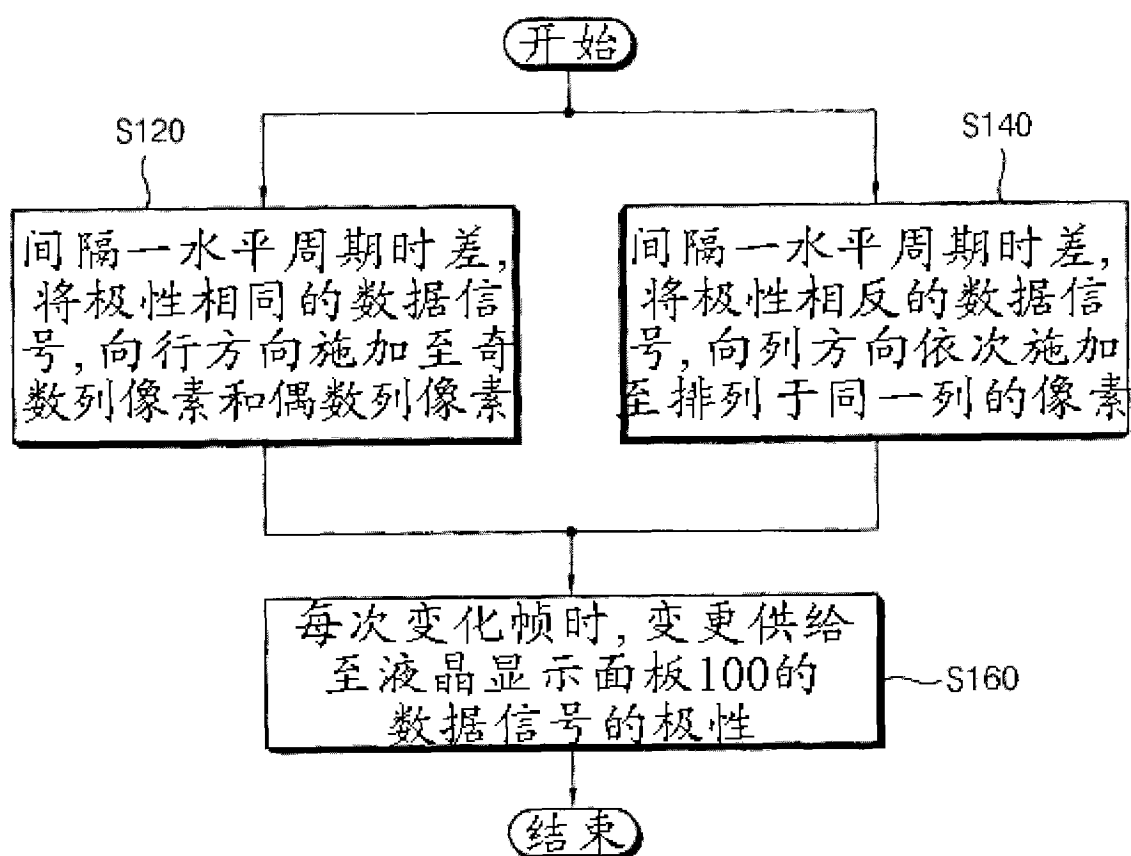 开始
S120
间隔一水平周期时差,
将极性相同的数据信
号,向行方向施加至奇
数列像素和偶数列像素
S140
间隔一水平周期时差,
将极性相反的数据信
号,向列方向依次施加
至排列于同一列的像素
每次变化帧时,变更供给
至液晶显示面板100的
数据信号的极性
S160
结束